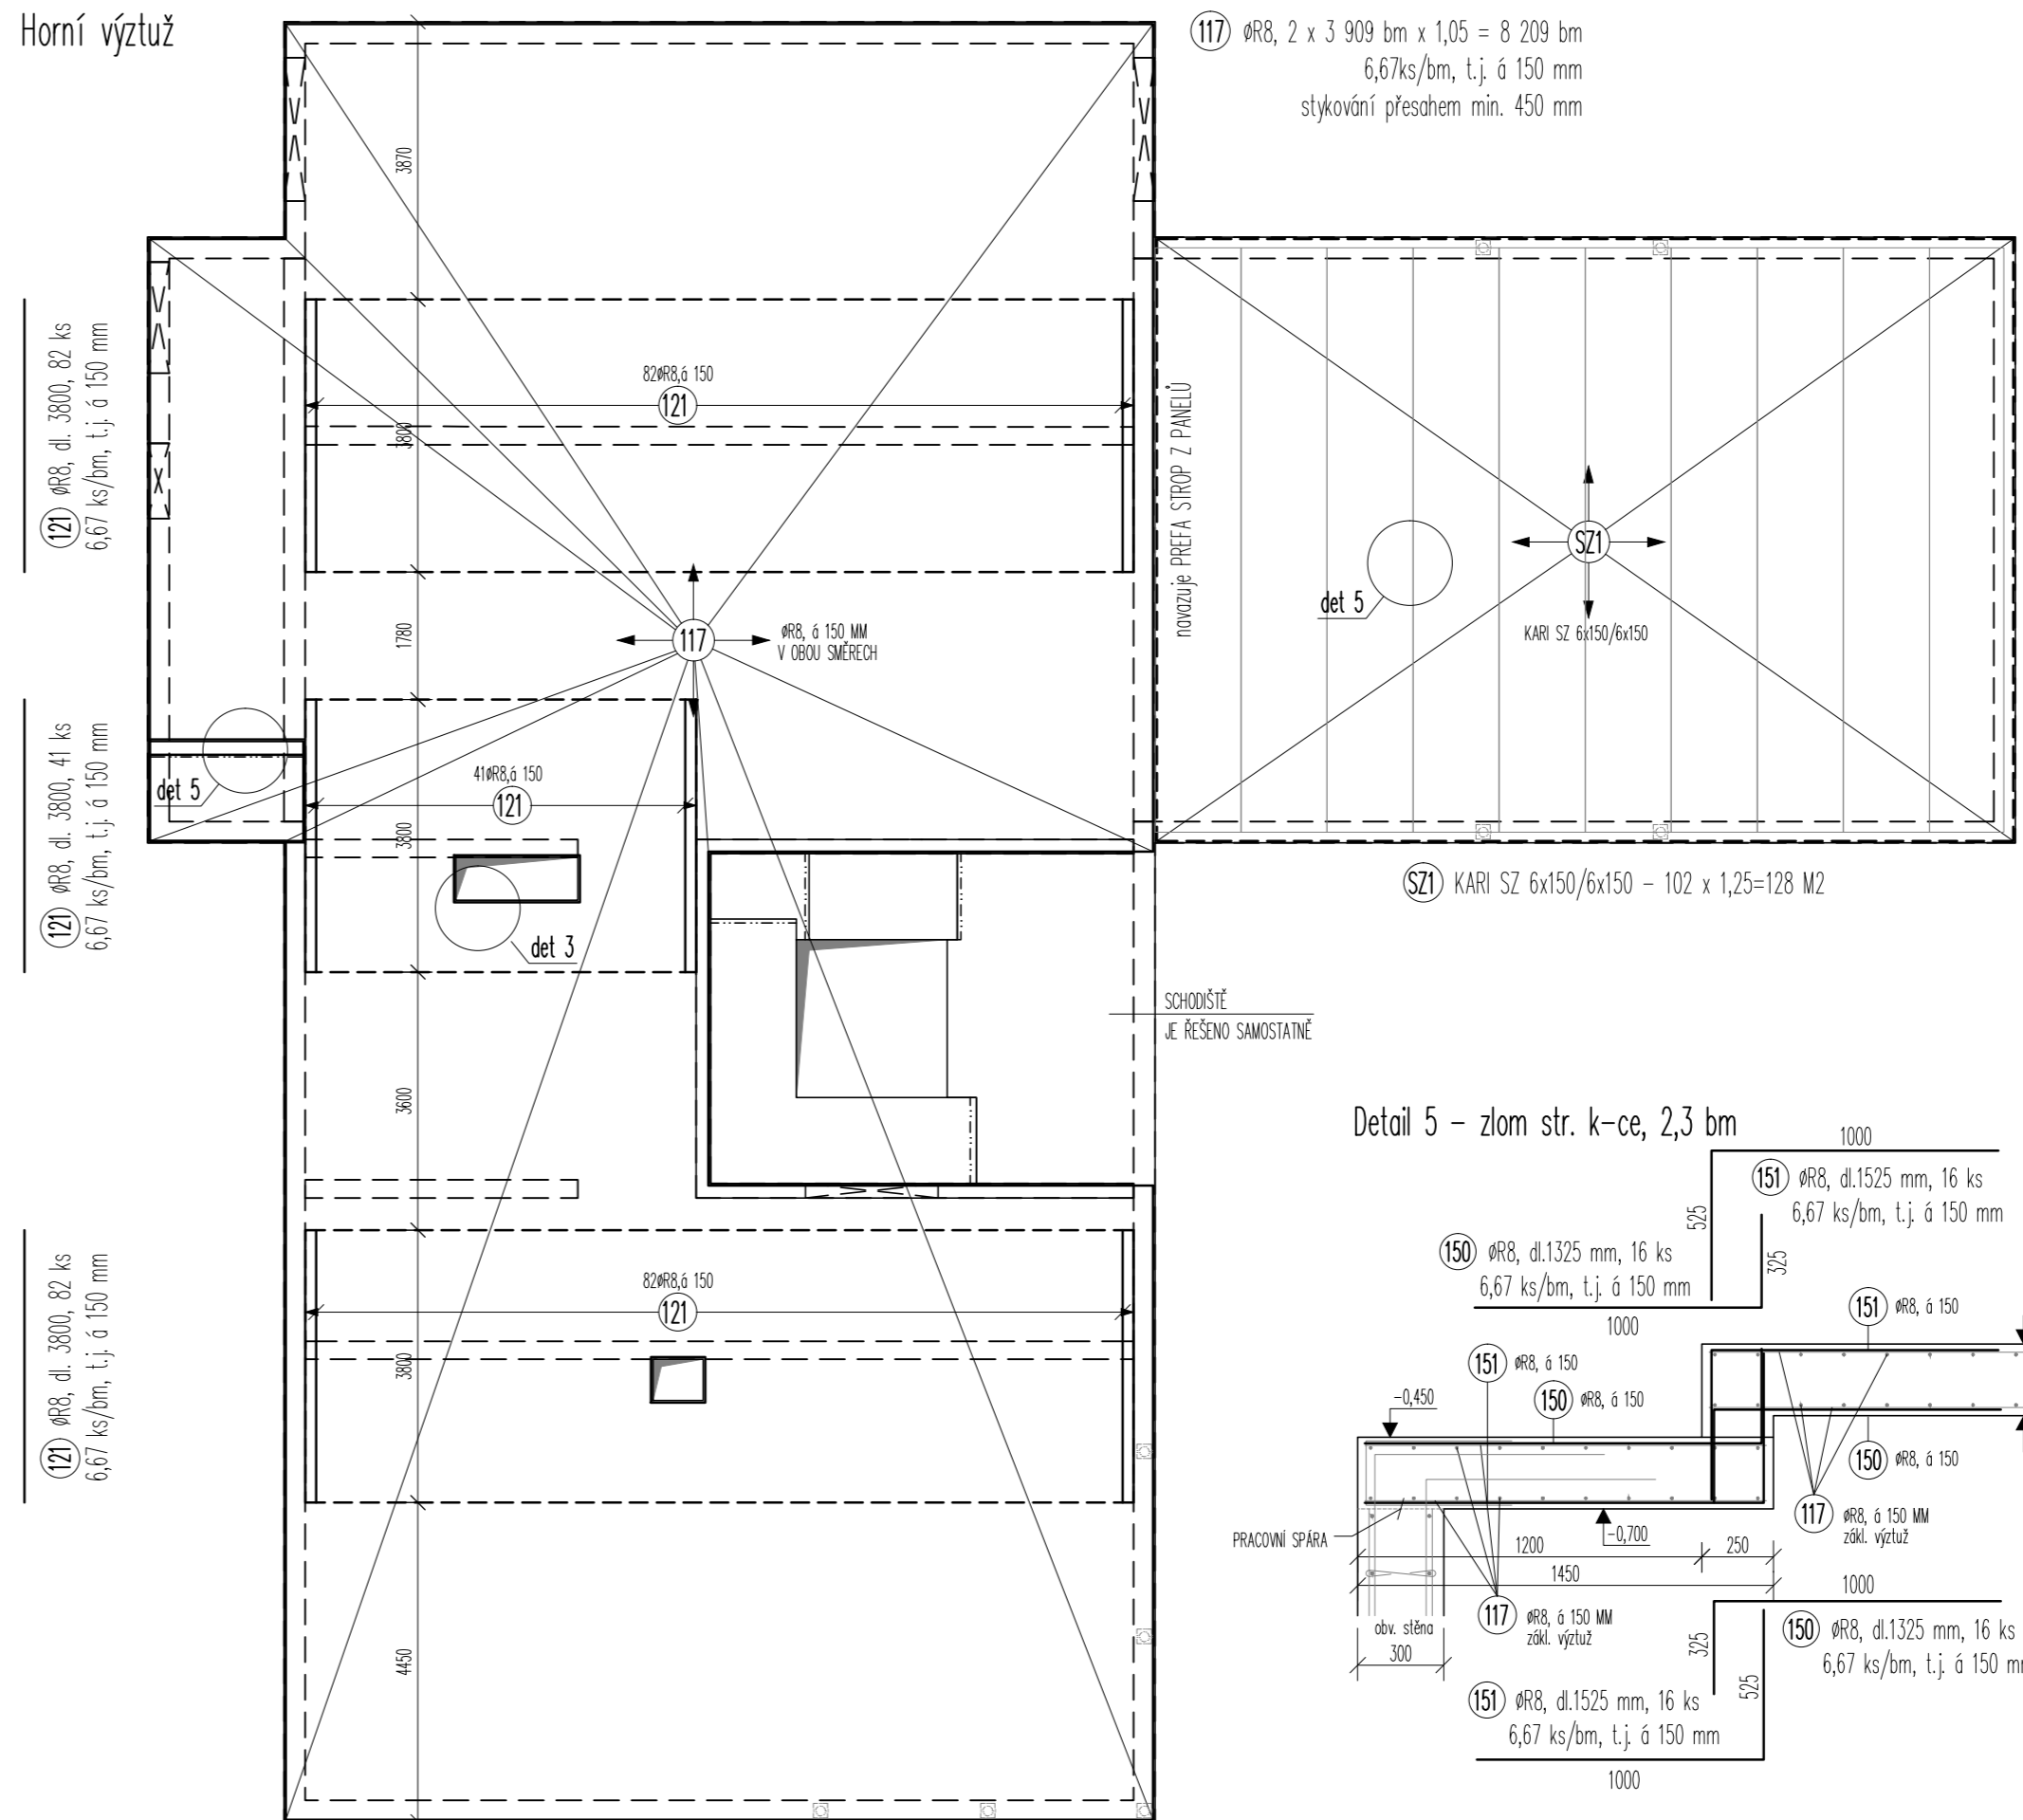 Horní výztuž
117 øR8, 2 x 3 909 bm x 1,05 = 8 209 bm
6,67ks/bm, t.j. á 150 mm
stykování přesahem min. 450 mm
3870
121 øR8, dl. 3800, 82 ks
6,67 ks/bm, t.j. á 150 mm
82øR8,á 150
121
3800
navazuje PREFA STROP Z PANELŮ
SZ1
KARI SZ 6x150/6x150
det 5
1780
117
øR8, á 150 MM
V OBOU SMĚRECH
121 øR8, dl. 3800, 41 ks
6,67 ks/bm, t.j. á 150 mm
det 5
41øR8,á 150
121
3800
det 3
SZ1 KARI SZ 6x150/6x150 – 102 x 1,25=128 M2
SCHODIŠTĚ
JE ŘEŠENO SAMOSTATNĚ
3600
121 øR8, dl. 3800, 82 ks
6,67 ks/bm, t.j. á 150 mm
82øR8,á 150
121
3800
4450
Detail 5 – zlom str. k-ce, 2,3 bm
1000
151 øR8, dl.1525 mm, 16 ks
6,67 ks/bm, t.j. á 150 mm
525
325
150 øR8, dl.1325 mm, 16 ks
6,67 ks/bm, t.j. á 150 mm
1000
151 øR8, á 150
151 øR8, á 150
150 øR8, á 150
-0,450
150 øR8, á 150
117 øR8, á 150 MM
zákl. výztuž
PRACOVNÍ SPÁRA
-0,700
1200
250
1450
117 øR8, á 150 MM
zákl. výztuž
obv. stěna
300
1000
325
150 øR8, dl.1325 mm, 16 ks
6,67 ks/bm, t.j. á 150 m
525
151 øR8, dl.1525 mm, 16 ks
6,67 ks/bm, t.j. á 150 mm
1000